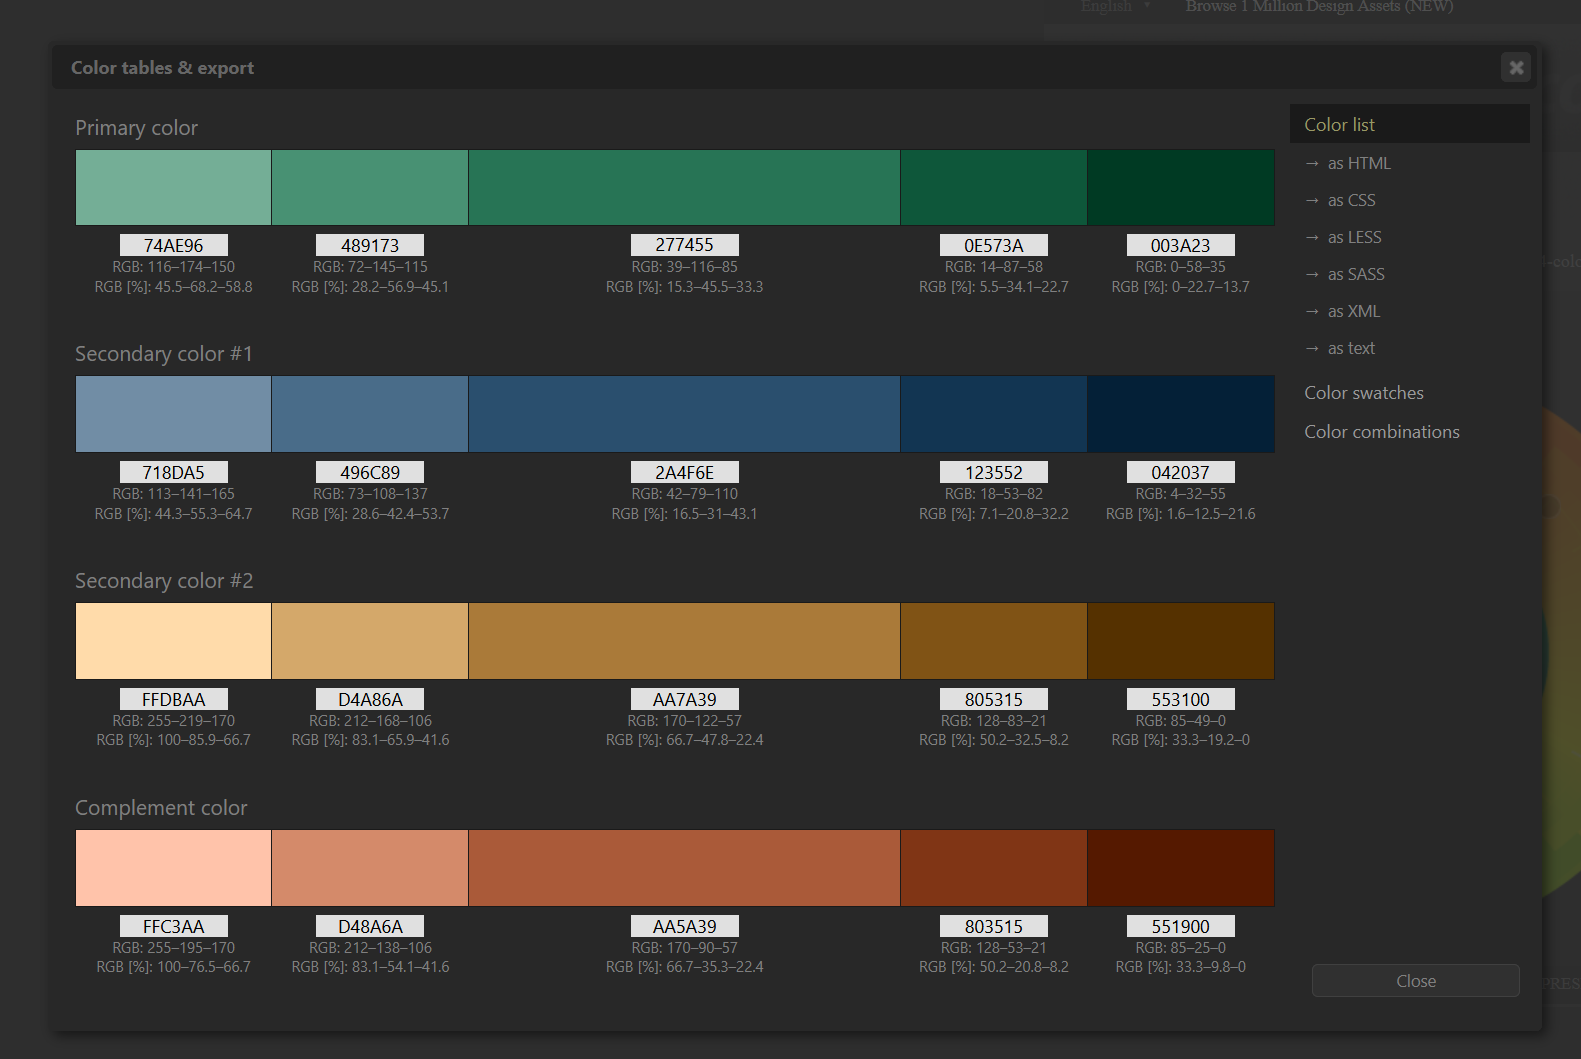 English ▼ Browse 1 Million Design Assets (NEW)
Color tables & export
Primary color
74AE96 489173 277455 0E573A 003A23
RGB: 116–174–150 RGB: 72–145–115 RGB: 39–116–85 RGB: 14–87–58 RGB: 0–58–35
RGB [%]: 45.5–68.2–58.8 RGB [%]: 28.2–56.9–45.1 RGB [%]: 15.3–45.5–33.3 RGB [%]: 5.5–34.1–22.7 RGB [%]: 0–22.7–13.7
Secondary color #1
718DA5 496C89 2A4F6E 123552 042037
RGB: 113–141–165 RGB: 73–108–137 RGB: 42–79–110 RGB: 18–53–82 RGB: 4–32–55
RGB [%]: 44.3–55.3–64.7 RGB [%]: 28.6–42.4–53.7 RGB [%]: 16.5–31–43.1 RGB [%]: 7.1–20.8–32.2 RGB [%]: 1.6–12.5–21.6
Secondary color #2
FFDBAA D4A86A AA7A39 805315 553100
RGB: 255–219–170 RGB: 212–168–106 RGB: 170–122–57 RGB: 128–83–21 RGB: 85–49–0
RGB [%]: 100–85.9–66.7 RGB [%]: 83.1–65.9–41.6 RGB [%]: 66.7–47.8–22.4 RGB [%]: 50.2–32.5–8.2 RGB [%]: 33.3–19.2–0
Complement color
FFC3AA D48A6A AA5A39 803515 551900
RGB: 255–195–170 RGB: 212–138–106 RGB: 170–90–57 RGB: 128–53–21 RGB: 85–25–0
RGB [%]: 100–76.5–66.7 RGB [%]: 83.1–54.1–41.6 RGB [%]: 66.7–35.3–22.4 RGB [%]: 50.2–20.8–8.2 RGB [%]: 33.3–9.8–0
Color list
→ as HTML
→ as CSS
→ as LESS
→ as SASS
→ as XML
→ as text
Color swatches
Color combinations
Close